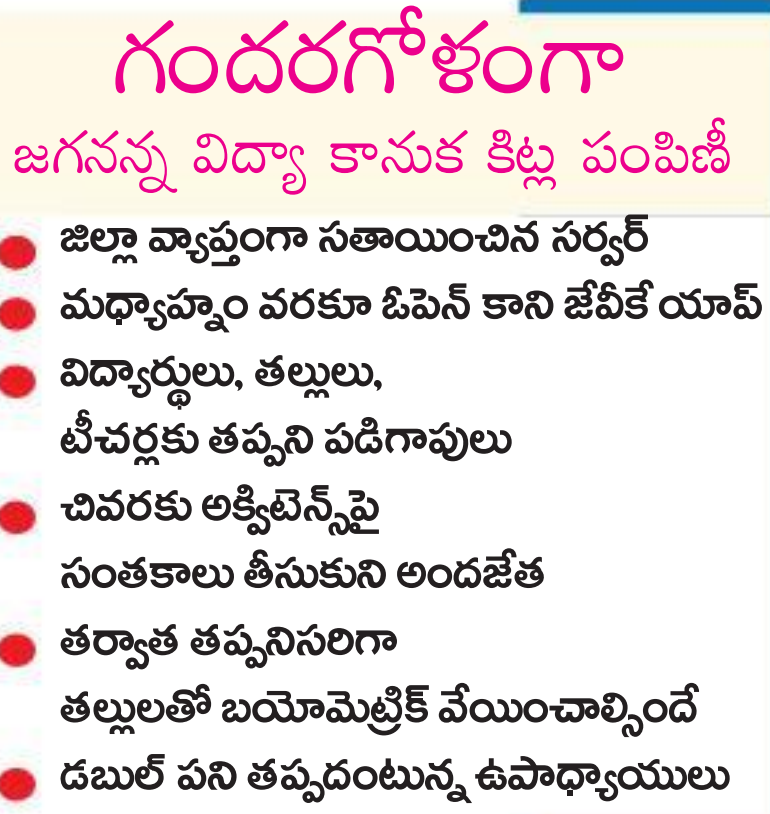 గందరగోళంగా
జగనన్న విద్యా కానుక కిట్ల పంపిణీ
జిల్లా వ్యాప్తంగా సతాయించిన సర్వర్
మధ్యాహ్నం వరకూ ఓపెన్ కాని జేవీకే యాప్
విద్యార్థులు, తల్లులు,
టీచర్లకు తప్పని పడిగాపులు
చివరకు అక్విటెన్స్‌పై
సంతకాలు తీసుకుని అందజేత
తర్వాత తప్పనిసరిగా
తల్లులతో బయోమెట్రిక్ వేయించాల్సిందే
డబుల్ పని తప్పదంటున్న ఉపాధ్యాయులు